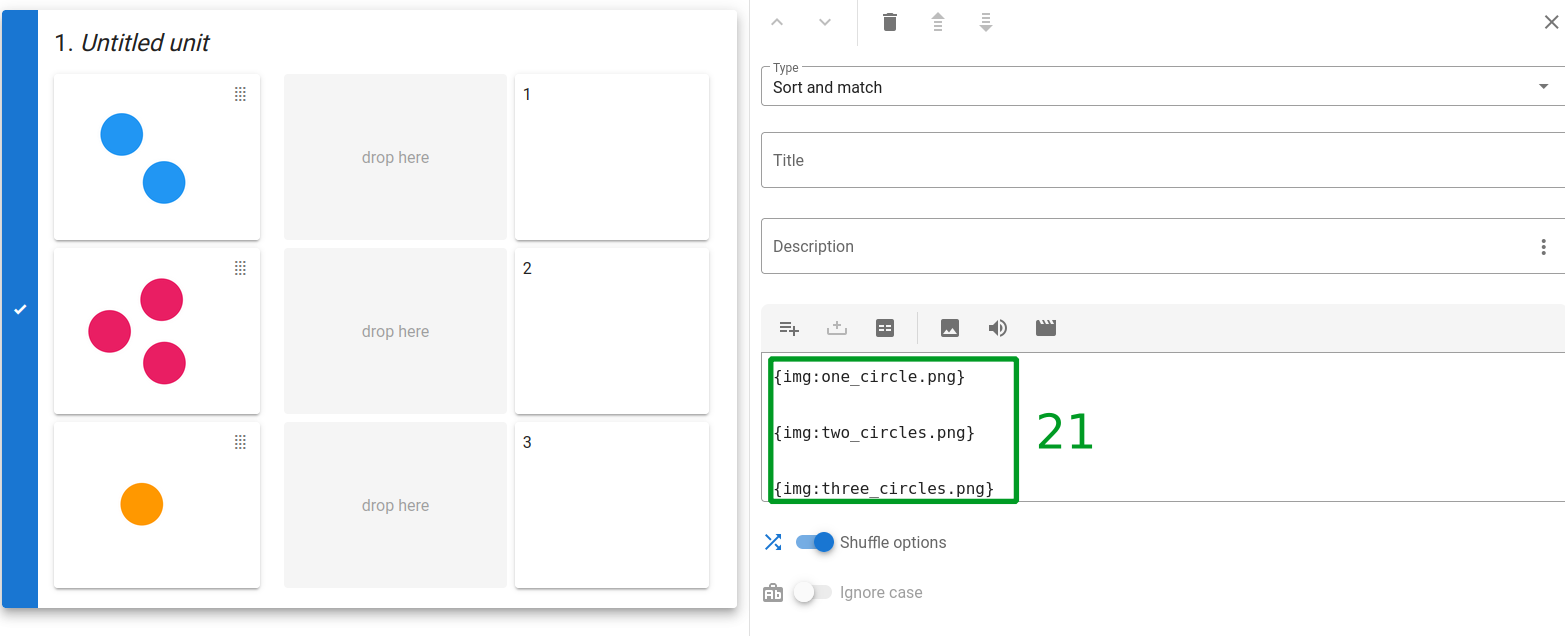 1. Untitled unit
drop here
1
drop here
2
drop here
3
Type
Sort and match
Title
Description
{img:one_circle.png}
{img:two_circles.png}
{img:three_circles.png}
21
Shuffle options
Ab
Ignore case